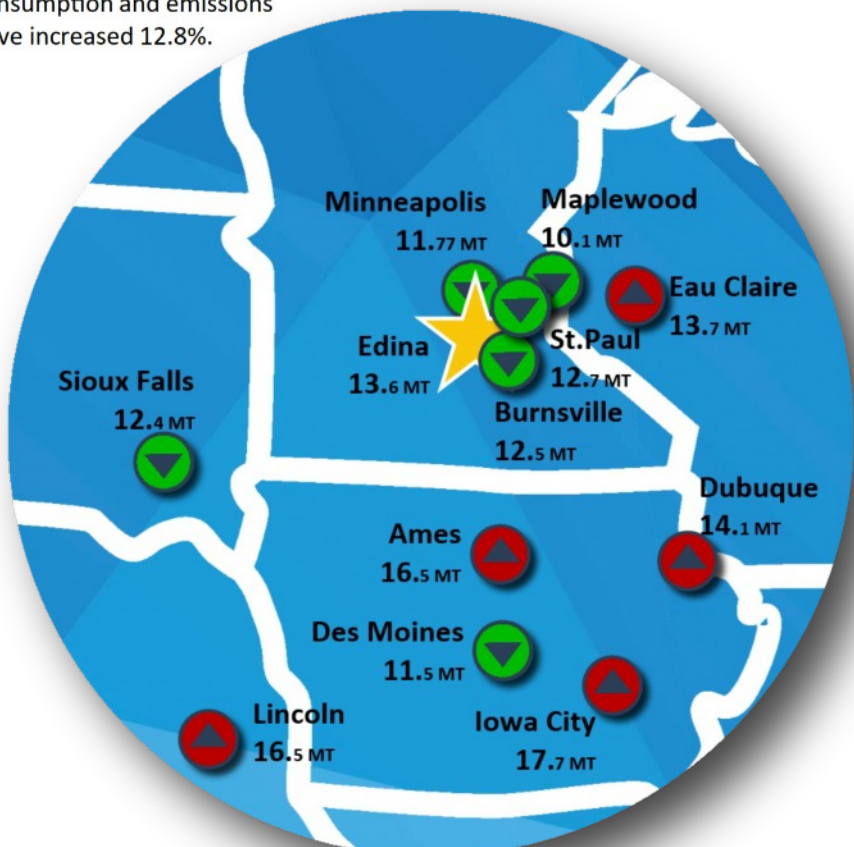 ve increased 12.8%.
Minneapolis
11.77 MT
Maplewood
10.1 MT
Eau Claire
13.7 MT
Edina
13.6 MT
St.Paul
12.7 MT
Sioux Falls
12.4 MT
Burnsville
12.5 MT
Dubuque
14.1 MT
Ames
16.5 MT
Des Moines
11.5 MT
Iowa City
17.7 MT
Lincoln
16.5 MT